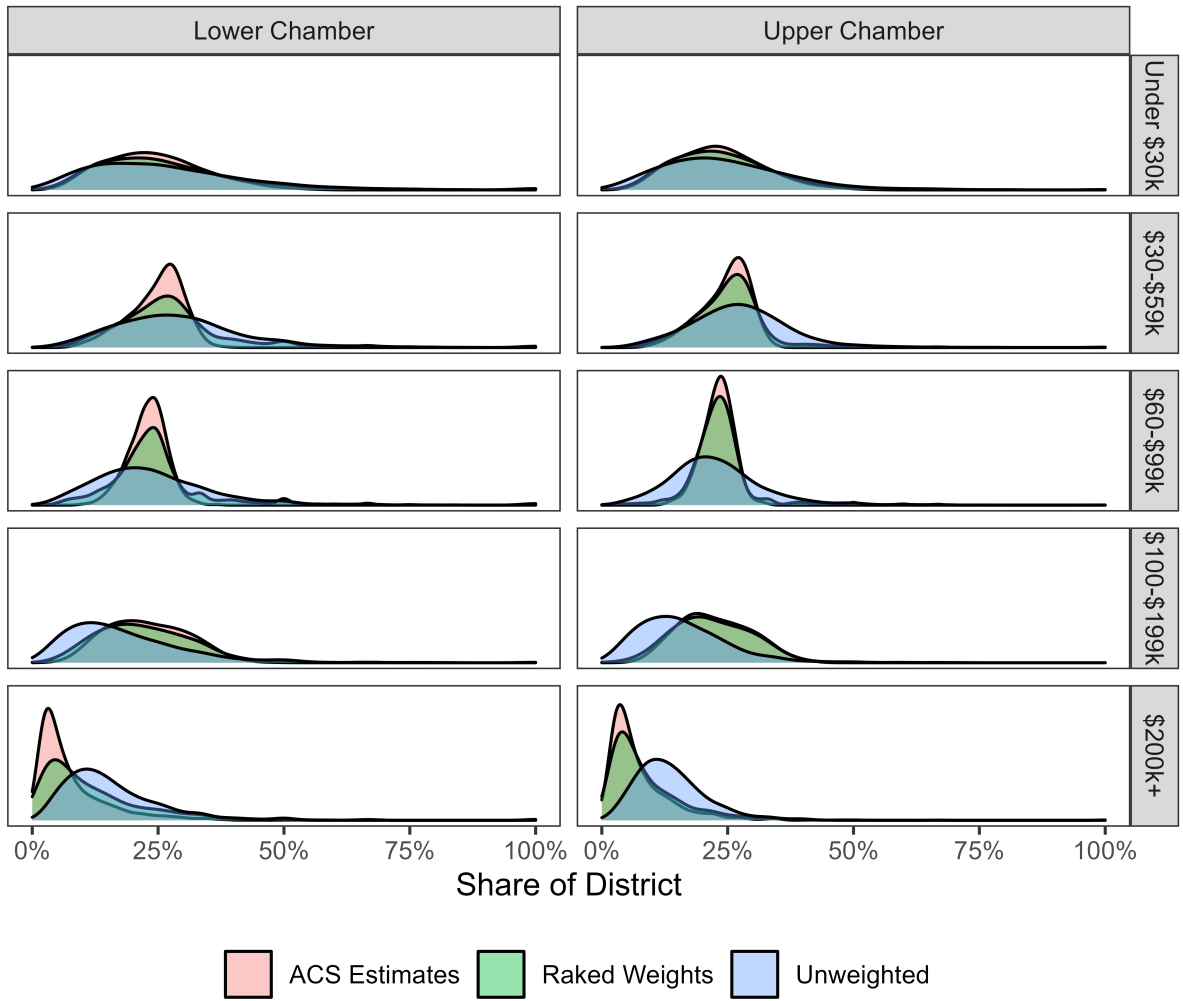 Lower Chamber
Upper Chamber
Under $30k
$30-$59k
$60-$99k
$100-$199k
$200k+
0% 25% 50% 75% 100% 0% 25% 50% 75% 100%
Share of District
ACS Estimates Raked Weights Unweighted